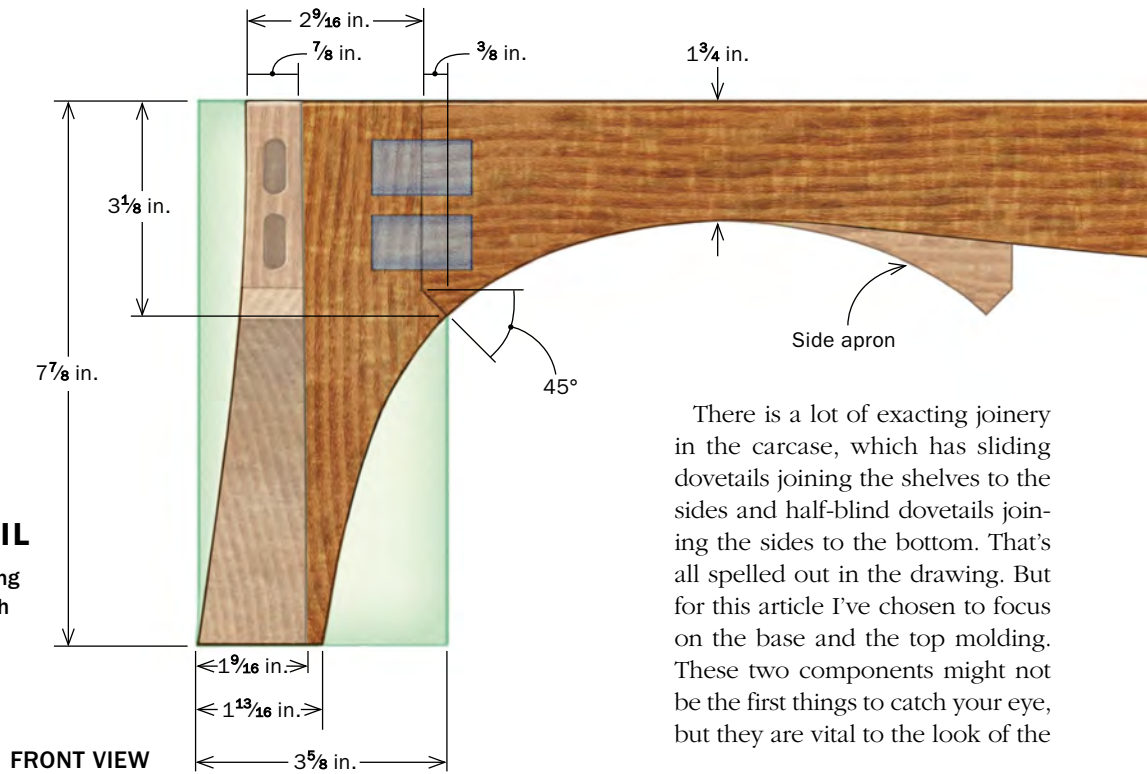 2 9/16 in.
7/8 in.
3/8 in.
1 3/4 in.
3 1/8 in.
7 7/8 in.
45°
Side apron
IL
ng
h
1 9/16 in.
1 13/16 in.
3 5/8 in.
FRONT VIEW
There is a lot of exacting joinery
in the carcase, which has sliding
dovetails joining the shelves to the
sides and half-blind dovetails join-
ing the sides to the bottom. That's
all spelled out in the drawing. But
for this article I've chosen to focus
on the base and the top molding.
These two components might not
be the first things to catch your eye,
but they are vital to the look of the